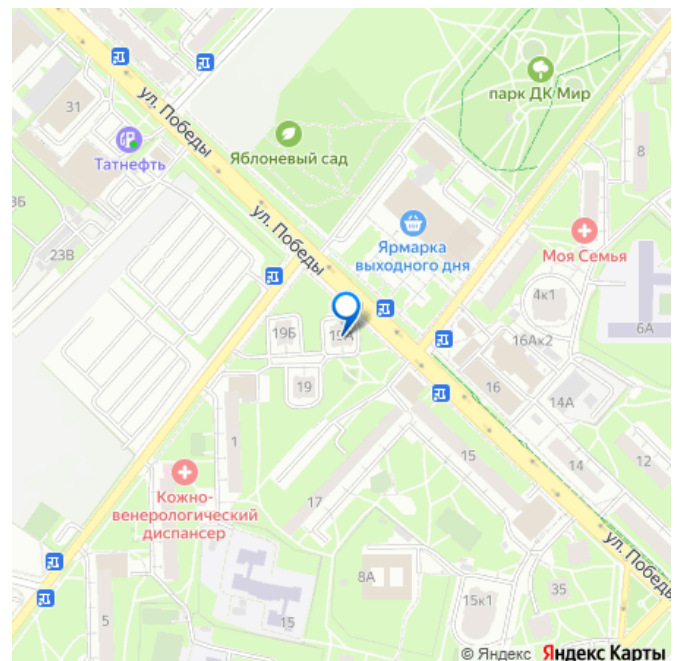 парк ДК Мир
31
ул. Победы
Татнефть
Яблоневый сад
8
3Б
23В
ул. Победы
Ярмарка
выходного дня
Моя Семья
4к1
6А
19Б
19
16Ак2
16
14А
1
15
14
12
Кожно-
венерологический
диспансер
17
ул. Победы
8А
15
15к1
35
5
© Яндекс Яндекс Карты